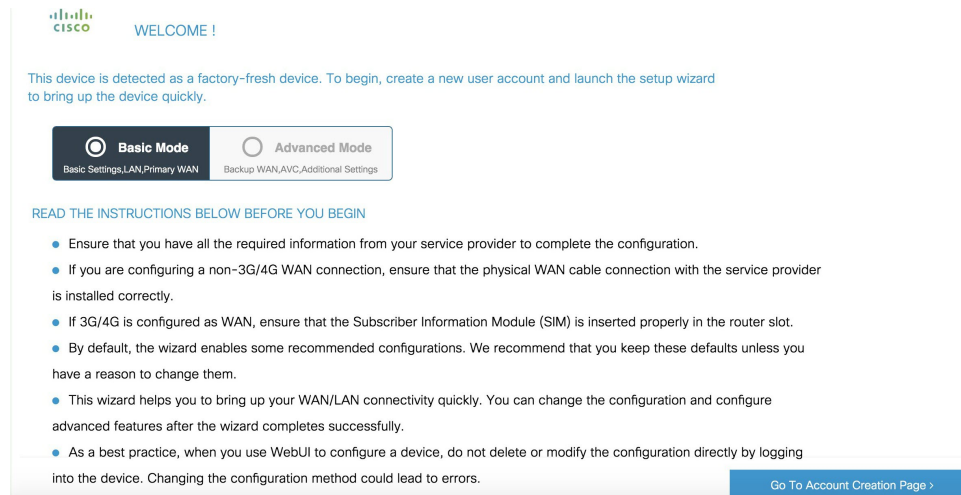 CISCO
WELCOME !
This device is detected as a factory-fresh device. To begin, create a new user account and launch the setup wizard
to bring up the device quickly.
Basic Mode
Basic Settings,LAN,Primary WAN
Advanced Mode
Backup WAN,AVC,Additional Settings
READ THE INSTRUCTIONS BELOW BEFORE YOU BEGIN
• Ensure that you have all the required information from your service provider to complete the configuration.
• If you are configuring a non-3G/4G WAN connection, ensure that the physical WAN cable connection with the service provider
is installed correctly.
• If 3G/4G is configured as WAN, ensure that the Subscriber Information Module (SIM) is inserted properly in the router slot.
• By default, the wizard enables some recommended configurations. We recommend that you keep these defaults unless you
have a reason to change them.
• This wizard helps you to bring up your WAN/LAN connectivity quickly. You can change the configuration and configure
advanced features after the wizard completes successfully.
• As a best practice, when you use WebUI to configure a device, do not delete or modify the configuration directly by logging
into the device. Changing the configuration method could lead to errors.
Go To Account Creation Page >